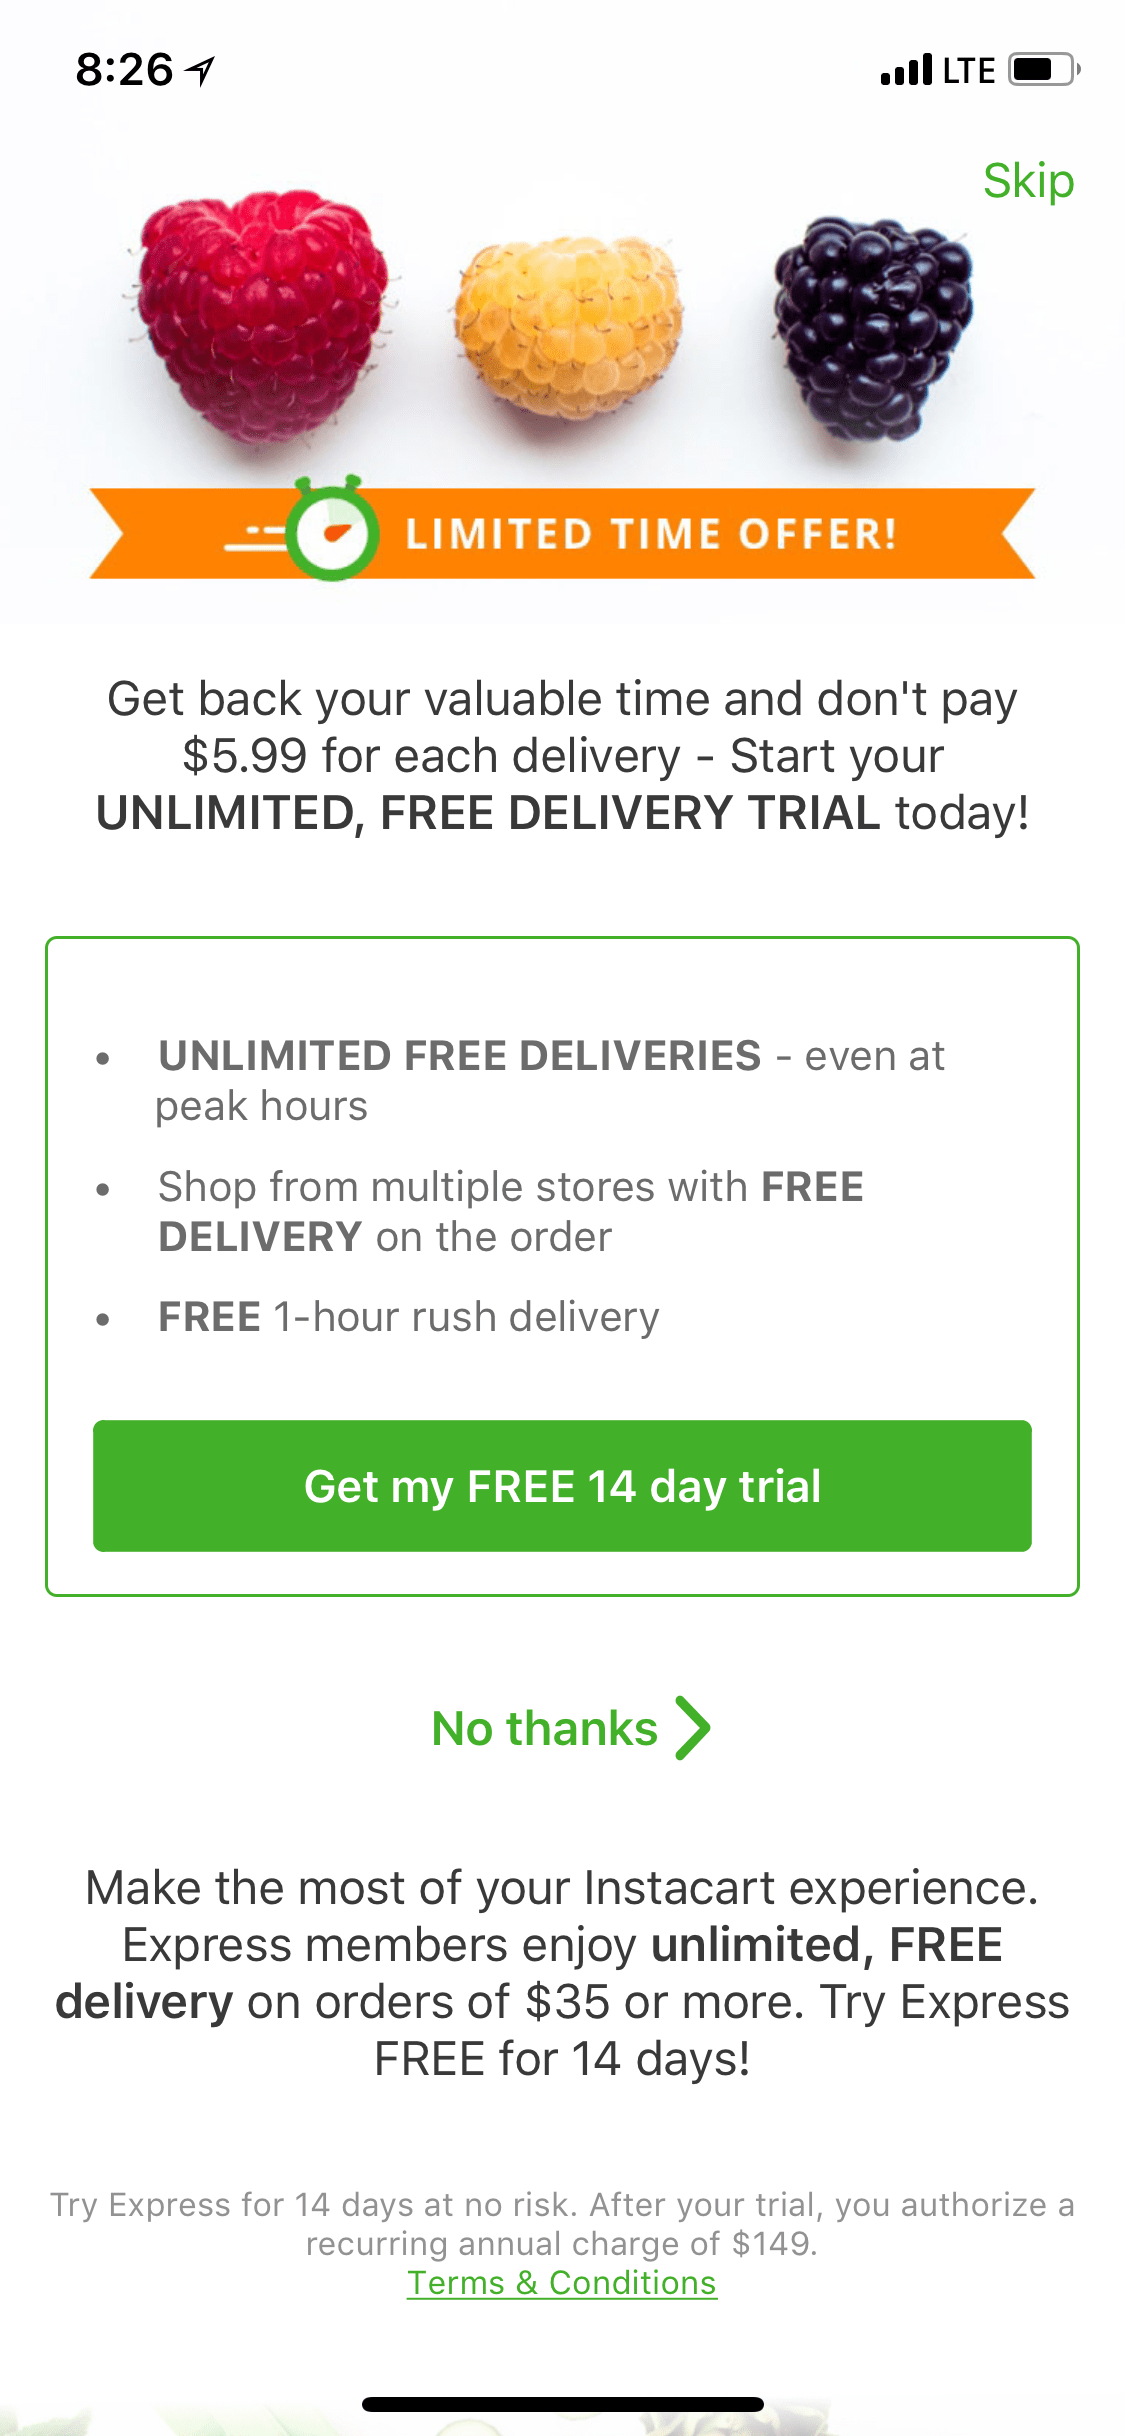 8:26
LTE
Skip
LIMITED TIME OFFER!
Get back your valuable time and don't pay
$5.99 for each delivery - Start your
UNLIMITED, FREE DELIVERY TRIAL today!
• UNLIMITED FREE DELIVERIES - even at
peak hours
• Shop from multiple stores with FREE
DELIVERY on the order
• FREE 1-hour rush delivery
Get my FREE 14 day trial
No thanks
Make the most of your Instacart experience.
Express members enjoy unlimited, FREE
delivery on orders of $35 or more. Try Express
FREE for 14 days!
Try Express for 14 days at no risk. After your trial, you authorize a
recurring annual charge of $149.
Terms & Conditions